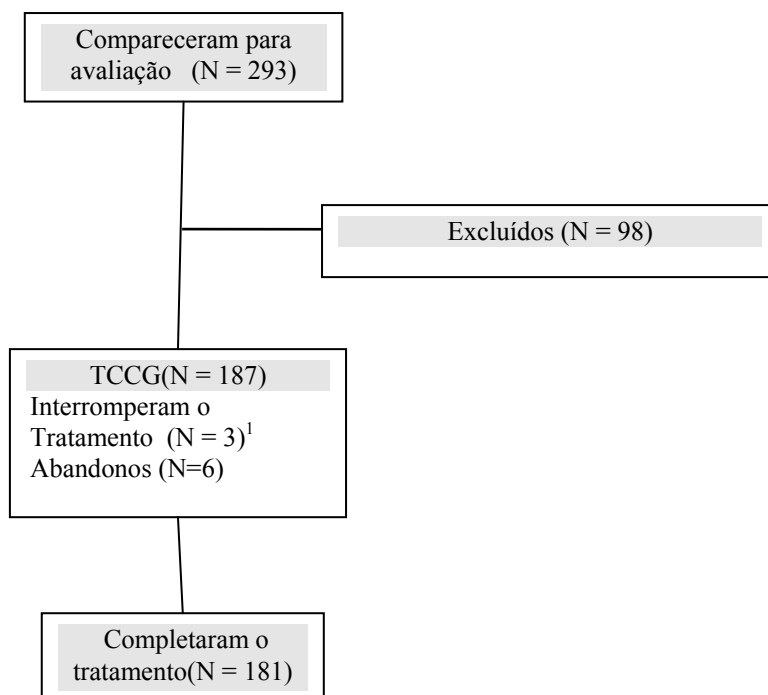 Compareceram para
avaliação (N = 293)
Excluídos (N = 98)
TCCG(N = 187)
Interromperam o
Tratamento (N = 3)¹
Abandonos (N=6)
Completaram o
tratamento(N = 181)